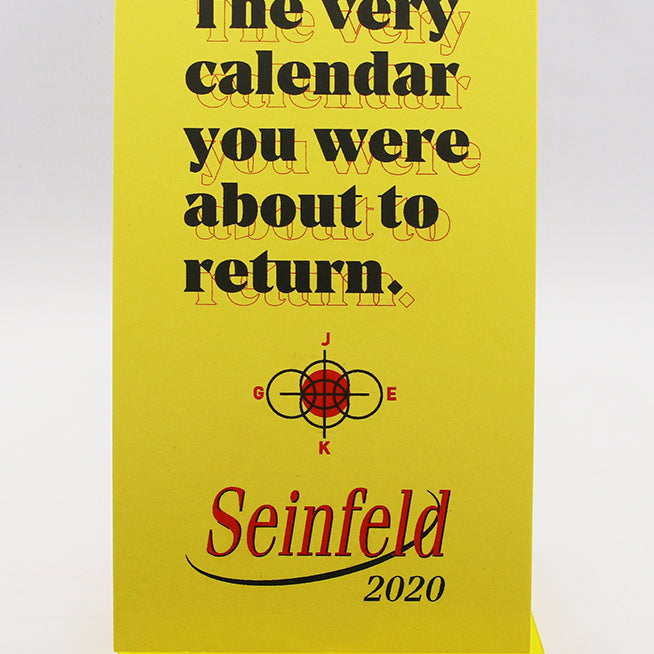 The very
calendar
you were
about to
return.
J
G E
K
Seinfeld
2020